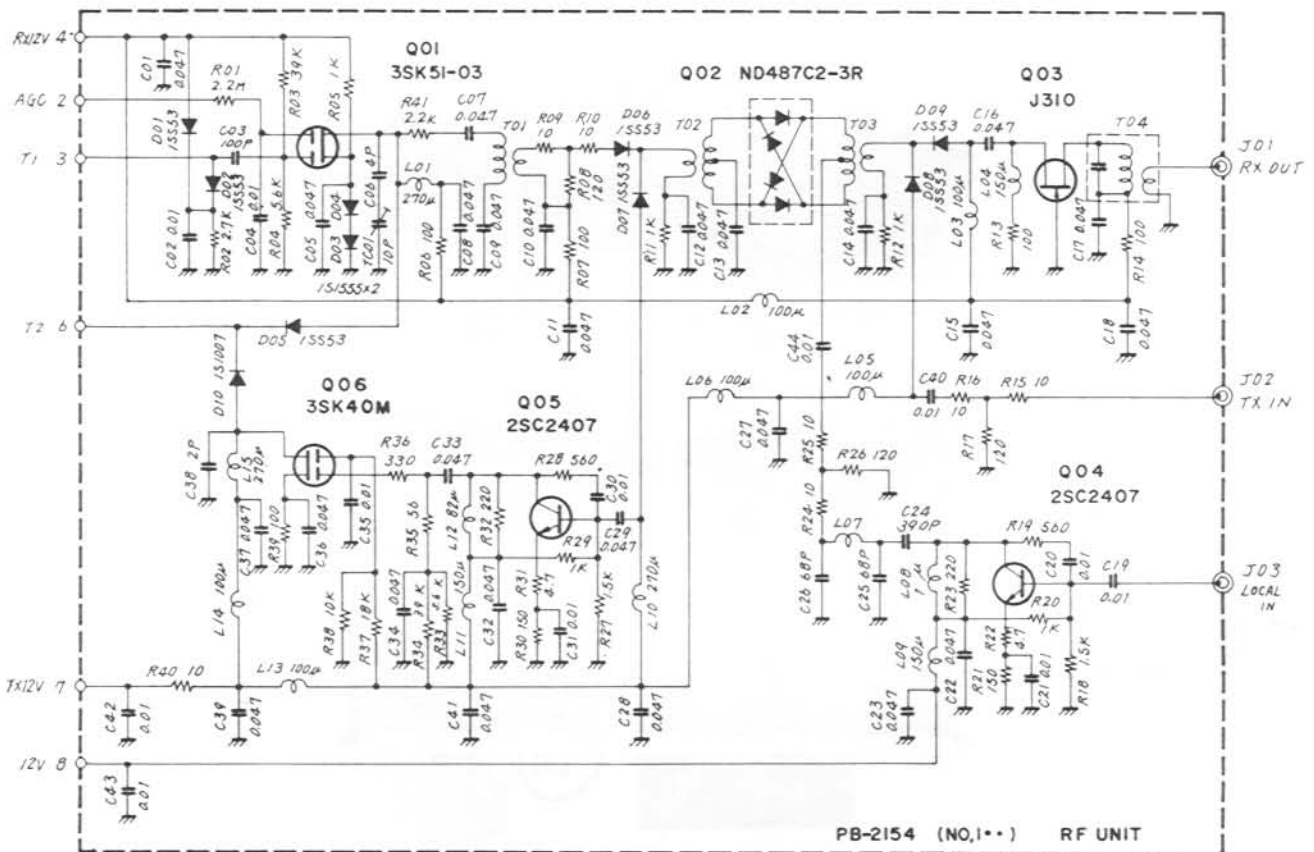 RX12V 4
AGC 2
T1 3
T2 6
TX12V 7
12V 8
C01 0.047
R01 2.2M
D01 1SS53
C03 100P
D02 1SS53
C02 0.01
R02 2.7K
C04 0.01
R03 39K
R04 5.6K
R05 1K
Q01
3SK51-03
C05 0.047
D04
D03
1S1555×2
C06 4P
TC01 10P
R41 2.2K
C07 0.047
L01 270μ
R06 100
C08 0.047
C09 0.047
T01
R09 10
R10 10
R08 120
C10 0.047
R07 100
C11 0.047
D06 1SS53
D07 1SS53
Q02 ND487C2-3R
T02
R11 1K
C12 0.047
C13 0.047
T03
C14 0.047
R12 1K
D09 1SS53
D08 1SS53
L03 100μ
C16 0.047
L04 150μ
R13 100
Q03
J310
T04
C17 0.047
R14 100
J01
RX OUT
L02 100μ
C15 0.047
C18 0.047
D05 1SS53
D10 1S1007
Q06
3SK40M
C38 2P
L15 270μ
C37 0.047
R39 100
C36 0.047
C35 0.01
L14 100μ
R36 330
C33 0.047
Q05
2SC2407
R28 560
C30 0.01
R35 56
L12 82μ
R32 220
R29 1K
C29 0.047
R38 10K
R37 18K
C34 0.047
R34 39K
R33 5.6K
L11 150μ
C32 0.047
R31 4.7
R30 150
C31 0.01
R27 1.5K
L10 270μ
L06 100μ
C27 0.047
C44 0.01
L05 100μ
C40 0.01
R16 10
R15 10
R17 120
J02
TX IN
R25 10
R26 120
R24 10
Q04
2SC2407
L07
C24 390P
R19 560
C20 0.01
C19 0.01
J03
LOCAL IN
C26 68P
C25 68P
L08 1μ
R23 220
R20 1K
L09 150μ
C22 0.047
R22 4.7
R21 150
C21 0.01
R18 1.5K
C23 0.047
R40 10
L13 100μ
C42 0.01
C39 0.047
C41 0.047
C28 0.047
C43 0.01
PB-2154 (NO,1••) RF UNIT